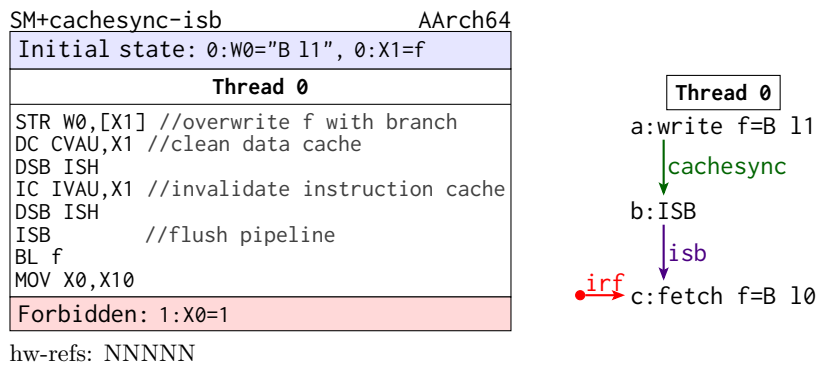 SM+cachesync-isb AArch64
Initial state: 0:W0="B l1", 0:X1=f
Thread 0
STR W0,[X1] //overwrite f with branch
DC CVAU,X1 //clean data cache
DSB ISH
IC IVAU,X1 //invalidate instruction cache
DSB ISH
ISB //flush pipeline
BL f
MOV X0,X10
Forbidden: 1:X0=1
hw-refs: NNNNN
Thread 0
a:write f=B l1
cachesync
b:ISB
isb
irf
c:fetch f=B l0